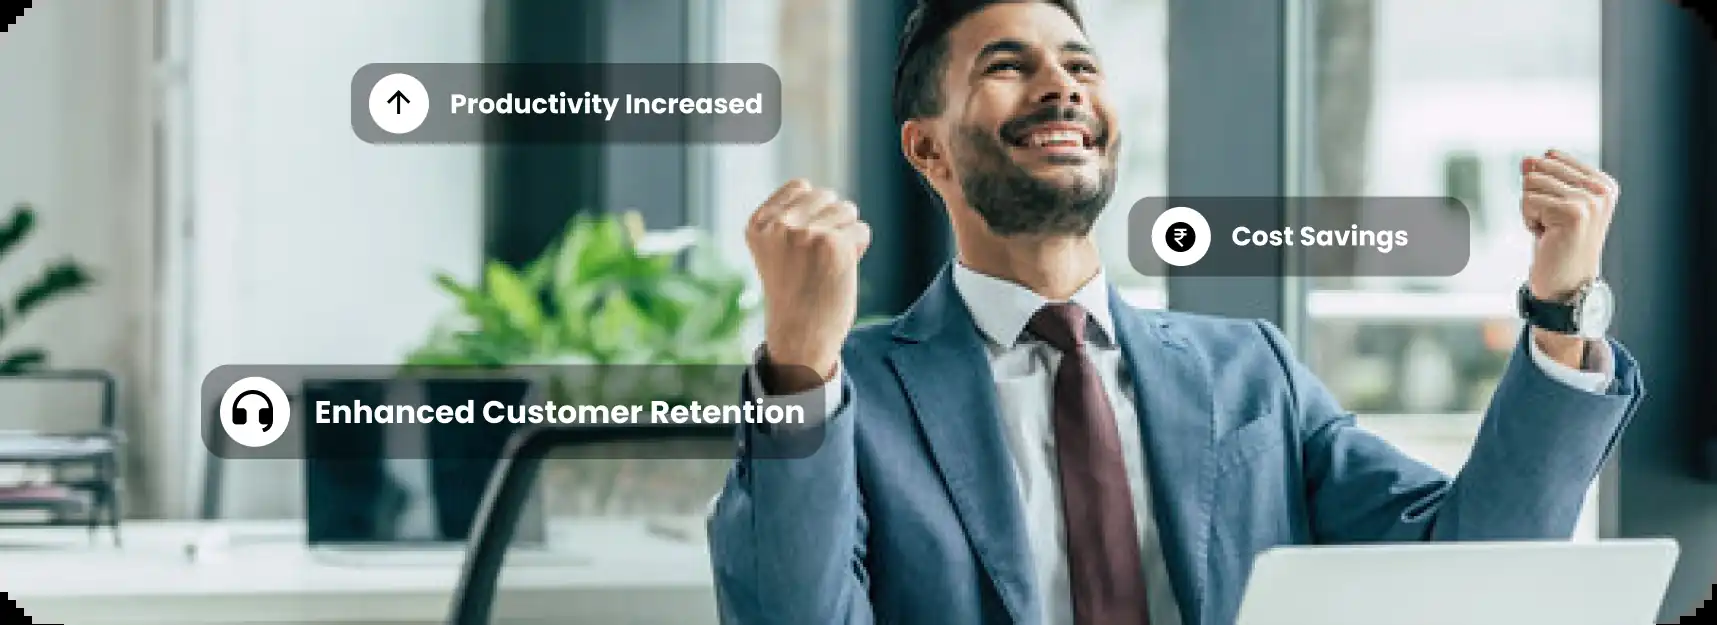 Productivity Increased
₹ Cost Savings
Enhanced Customer Retention